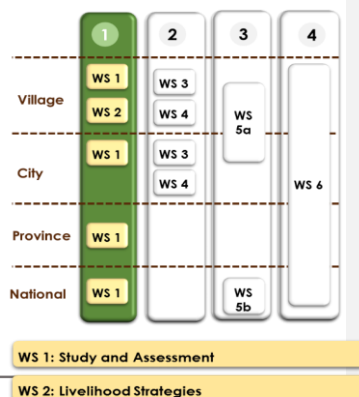 1 2 3 4
Village
WS 1
WS 3
WS 2
WS 4
WS
5a
City
WS 1
WS 3
WS 4
WS 6
Province
WS 1
National
WS 1
WS
5b
WS 1: Study and Assessment
WS 2: Livelihood Strategies